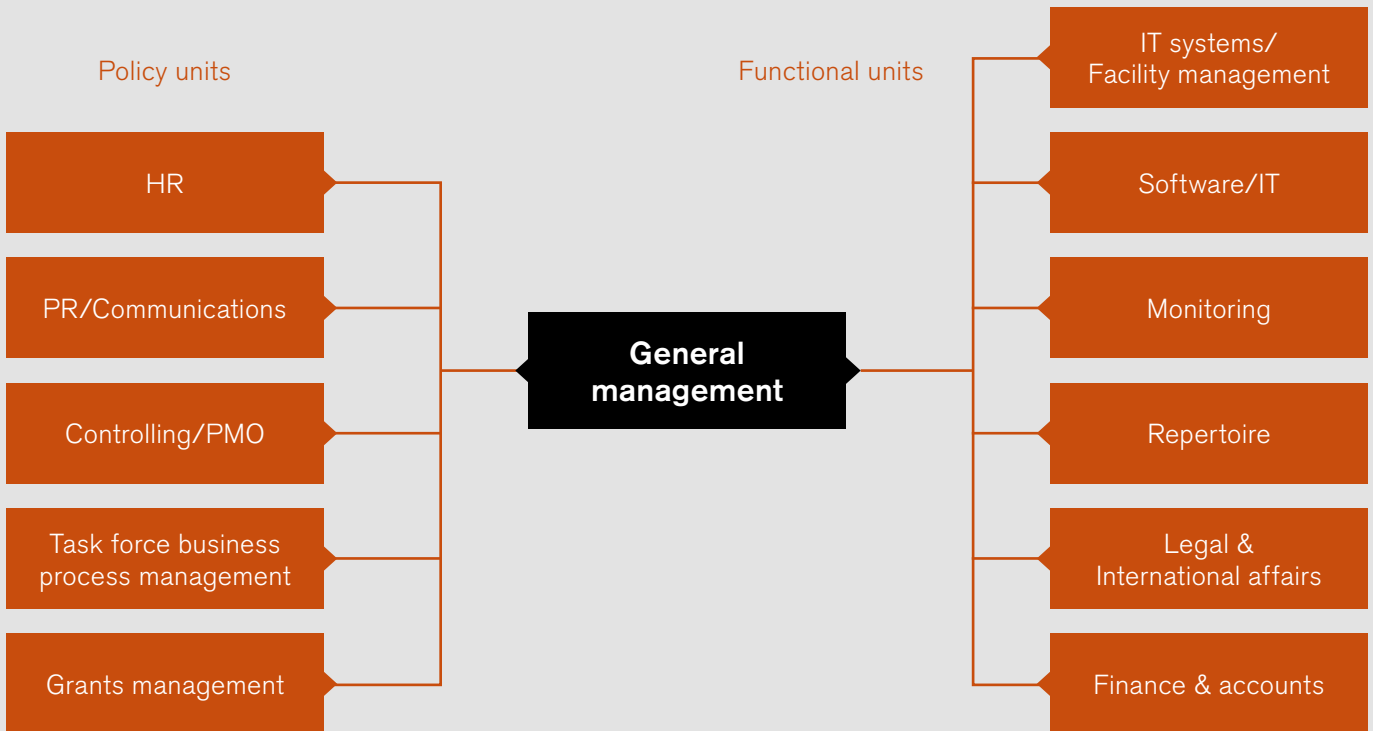 Policy units
HR
PR/Communications
Controlling/PMO
Task force business
process management
Grants management
General
management
Functional units
IT systems/
Facility management
Software/IT
Monitoring
Repertoire
Legal &
International affairs
Finance & accounts